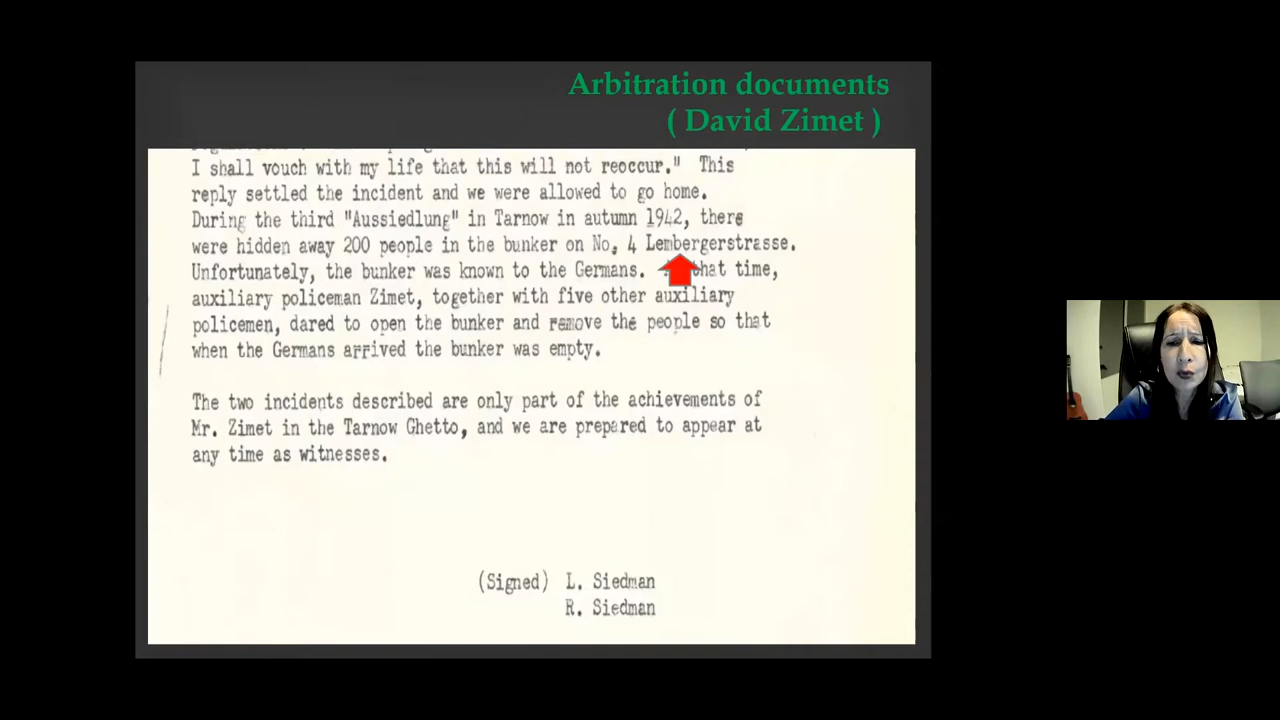 Arbitration documents
( David Zimet )
I shall vouch with my life that this will not reoccur." This
reply settled the incident and we were allowed to go home.
During the third "Aussiedlung" in Tarnow in autumn 1942, there
were hidden away 200 people in the bunker on No, 4 Lembergerstrasse.
Unfortunately, the bunker was known to the Germans. that time,
auxiliary policeman Zimet, together with five other auxiliary
policemen, dared to open the bunker and remove the people so that
when the Germans arrived the bunker was empty.
The two incidents described are only part of the achievements of
Mr. Zimet in the Tarnow Ghetto, and we are prepared to appear at
any time as witnesses.
(Signed) L. Siedman
R. Siedman